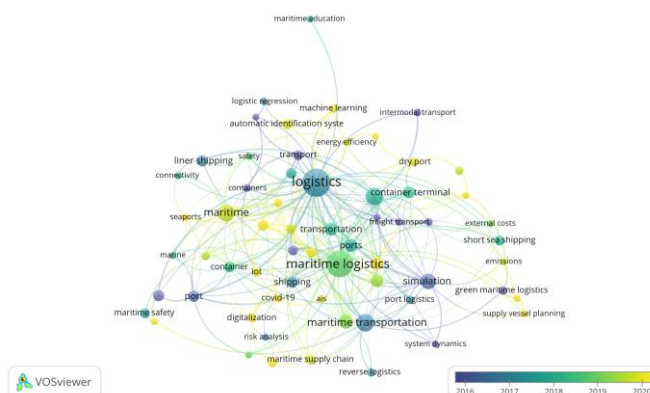 maritime education
logistic regression
machine learning
intermodal transport
automatic identification syste
energy efficiency
liner shipping
safety
transport
dry port
connectivity
logistics
containers
container terminal
seaports
maritime
freight transport
external costs
transportation
short sea shipping
ports
marine
container
iot
maritime logistics
emissions
shipping
simulation
green maritime logistics
port
covid-19
ais
port logistics
maritime safety
digitalization
maritime transportation
supply vessel planning
risk analysis
system dynamics
maritime supply chain
reverse logistics
VOSviewer
2016 2017 2018 2019 2020